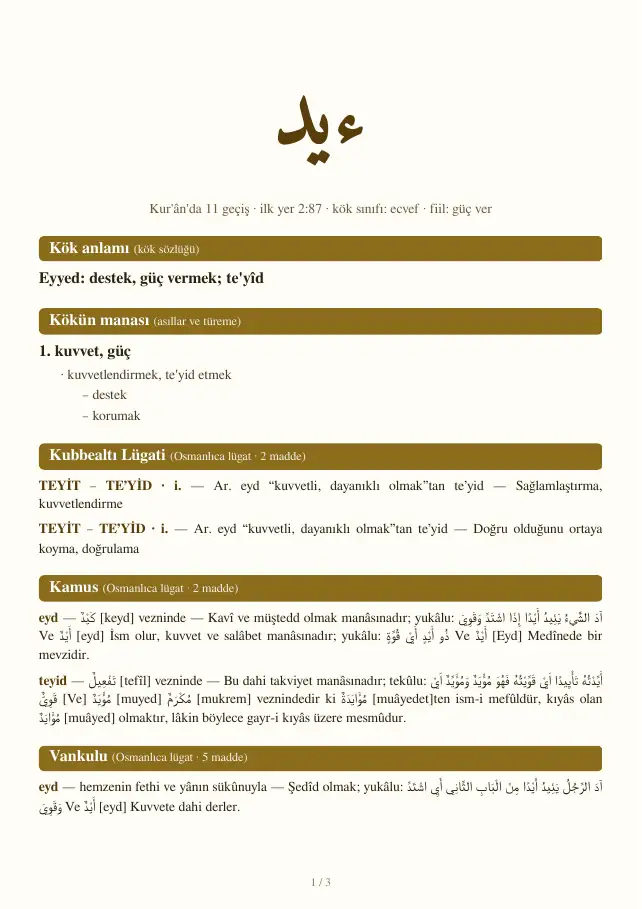 ءيد
Kur'ân'da 11 geçiş · ilk yer 2:87 · kök sınıfı: ecvef · fiil: güç ver
Kök anlamı (kök sözlüğü)
Eyyed: destek, güç vermek; te'yîd
Kökün manası (asıllar ve türeme)
1. kuvvet, güç
· kuvvetlendirmek, te'yid etmek
– destek
– korumak
Kubbealtı Lügati (Osmanlıca lügat · 2 madde)
TEYİT – TE’YİD · i. — Ar. eyd “kuvvetli, dayanıklı olmak”tan te’yid — Sağlamlaştırma,
kuvvetlendirme
TEYİT – TE’YİD · i. — Ar. eyd “kuvvetli, dayanıklı olmak”tan te’yid — Doğru olduğunu ortaya
koyma, doğrulama
Kamus (Osmanlıca lügat · 2 madde)
eyd — كَيْدٌ [keyd] vezninde — Kavî ve müştedd olmak manâsınadır; yukâlu: آدَ الشَّيْءُ يَئِيدُ أَيْدًا إِذَا اشْتَدَّ وَقَوِيَ
Ve أَيْدٌ [eyd] İsm olur, kuvvet ve salâbet manâsınadır; yukâlu: ذُو أَيْدٍ أَيْ قُوَّةٍ Ve أَيْدٌ [Eyd] Medînede bir
mevzidir.
teyid — تَفْعِيلٌ [tefîl] vezninde — Bu dahi takviyet manâsınadır; tekûlu: أَيَّدْتُهُ تَأْيِيدًا أَيْ قَوَّيْتُهُ فَهُوَ مُؤَيَّدٌ وَمُؤْيَدٌ أَيْ
قَوِيٌّ [Ve] مُؤْيَدٌ [muyed] مُكْرَمٌ [mukrem] veznindedir ki مُؤَايَدَةٌ [muâyedet]ten ism-i mefûldür, kıyâs olan
مُؤَايَدٌ [muâyed] olmaktır, lâkin böylece gayr-i kıyâs üzere mesmûdur.
Vankulu (Osmanlıca lügat · 5 madde)
eyd — hemzenin fethi ve yânın sükûnuyla — Şedîd olmak; yukâlu: آدَ الرَّجُلُ يَئِيدُ أَيْدًا مِنَ الْبَابِ الثَّانِي أَيِ اشْتَدَّ
وَقَوِيَ Ve أَيْدٌ [eyd] Kuvvete dahi derler.
1 / 3